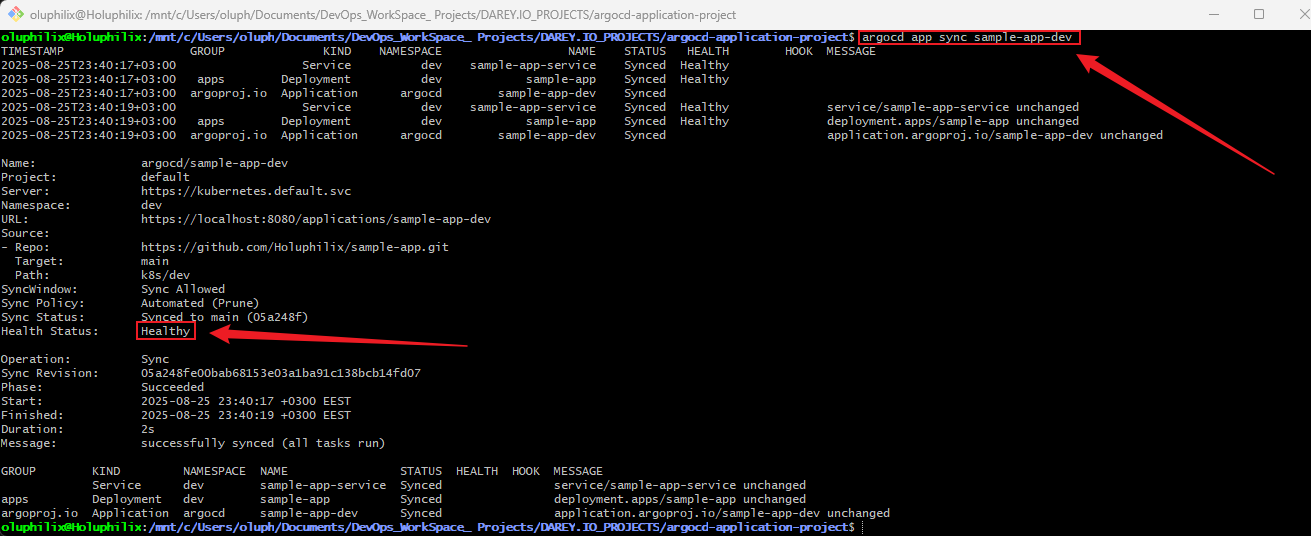 oluphilix@Holuphilix: /mnt/c/Users/oluph/Documents/DevOps_WorkSpace_ Projects/DAREY.IO_PROJECTS/argocd-application-project
oluphilix@Holuphilix:/mnt/c/Users/oluph/Documents/DevOps_WorkSpace_ Projects/DAREY.IO_PROJECTS/argocd-application-project$ argocd app sync sample-app-dev
TIMESTAMP GROUP KIND NAMESPACE NAME STATUS HEALTH HOOK MESSAGE
2025-08-25T23:40:17+03:00 Service dev sample-app-service Synced Healthy
2025-08-25T23:40:17+03:00 apps Deployment dev sample-app Synced Healthy
2025-08-25T23:40:17+03:00 argoproj.io Application argocd sample-app-dev Synced
2025-08-25T23:40:19+03:00 Service dev sample-app-service Synced Healthy service/sample-app-service unchanged
2025-08-25T23:40:19+03:00 apps Deployment dev sample-app Synced Healthy deployment.apps/sample-app unchanged
2025-08-25T23:40:19+03:00 argoproj.io Application argocd sample-app-dev Synced application.argoproj.io/sample-app-dev unchanged
Name: argocd/sample-app-dev
Project: default
Server: https://kubernetes.default.svc
Namespace: dev
URL: https://localhost:8080/applications/sample-app-dev
Source:
- Repo: https://github.com/Holuphilix/sample-app.git
Target: main
Path: k8s/dev
SyncWindow: Sync Allowed
Sync Policy: Automated (Prune)
Sync Status: Synced to main (05a248f)
Health Status: Healthy
Operation: Sync
Sync Revision: 05a248fe00bab68153e03a1ba91c138bcb14fd07
Phase: Succeeded
Start: 2025-08-25 23:40:17 +0300 EEST
Finished: 2025-08-25 23:40:19 +0300 EEST
Duration: 2s
Message: successfully synced (all tasks run)
GROUP KIND NAMESPACE NAME STATUS HEALTH HOOK MESSAGE
Service dev sample-app-service Synced service/sample-app-service unchanged
apps Deployment dev sample-app Synced deployment.apps/sample-app unchanged
argoproj.io Application argocd sample-app-dev Synced application.argoproj.io/sample-app-dev unchanged
oluphilix@Holuphilix:/mnt/c/Users/oluph/Documents/DevOps_WorkSpace_ Projects/DAREY.IO_PROJECTS/argocd-application-project$